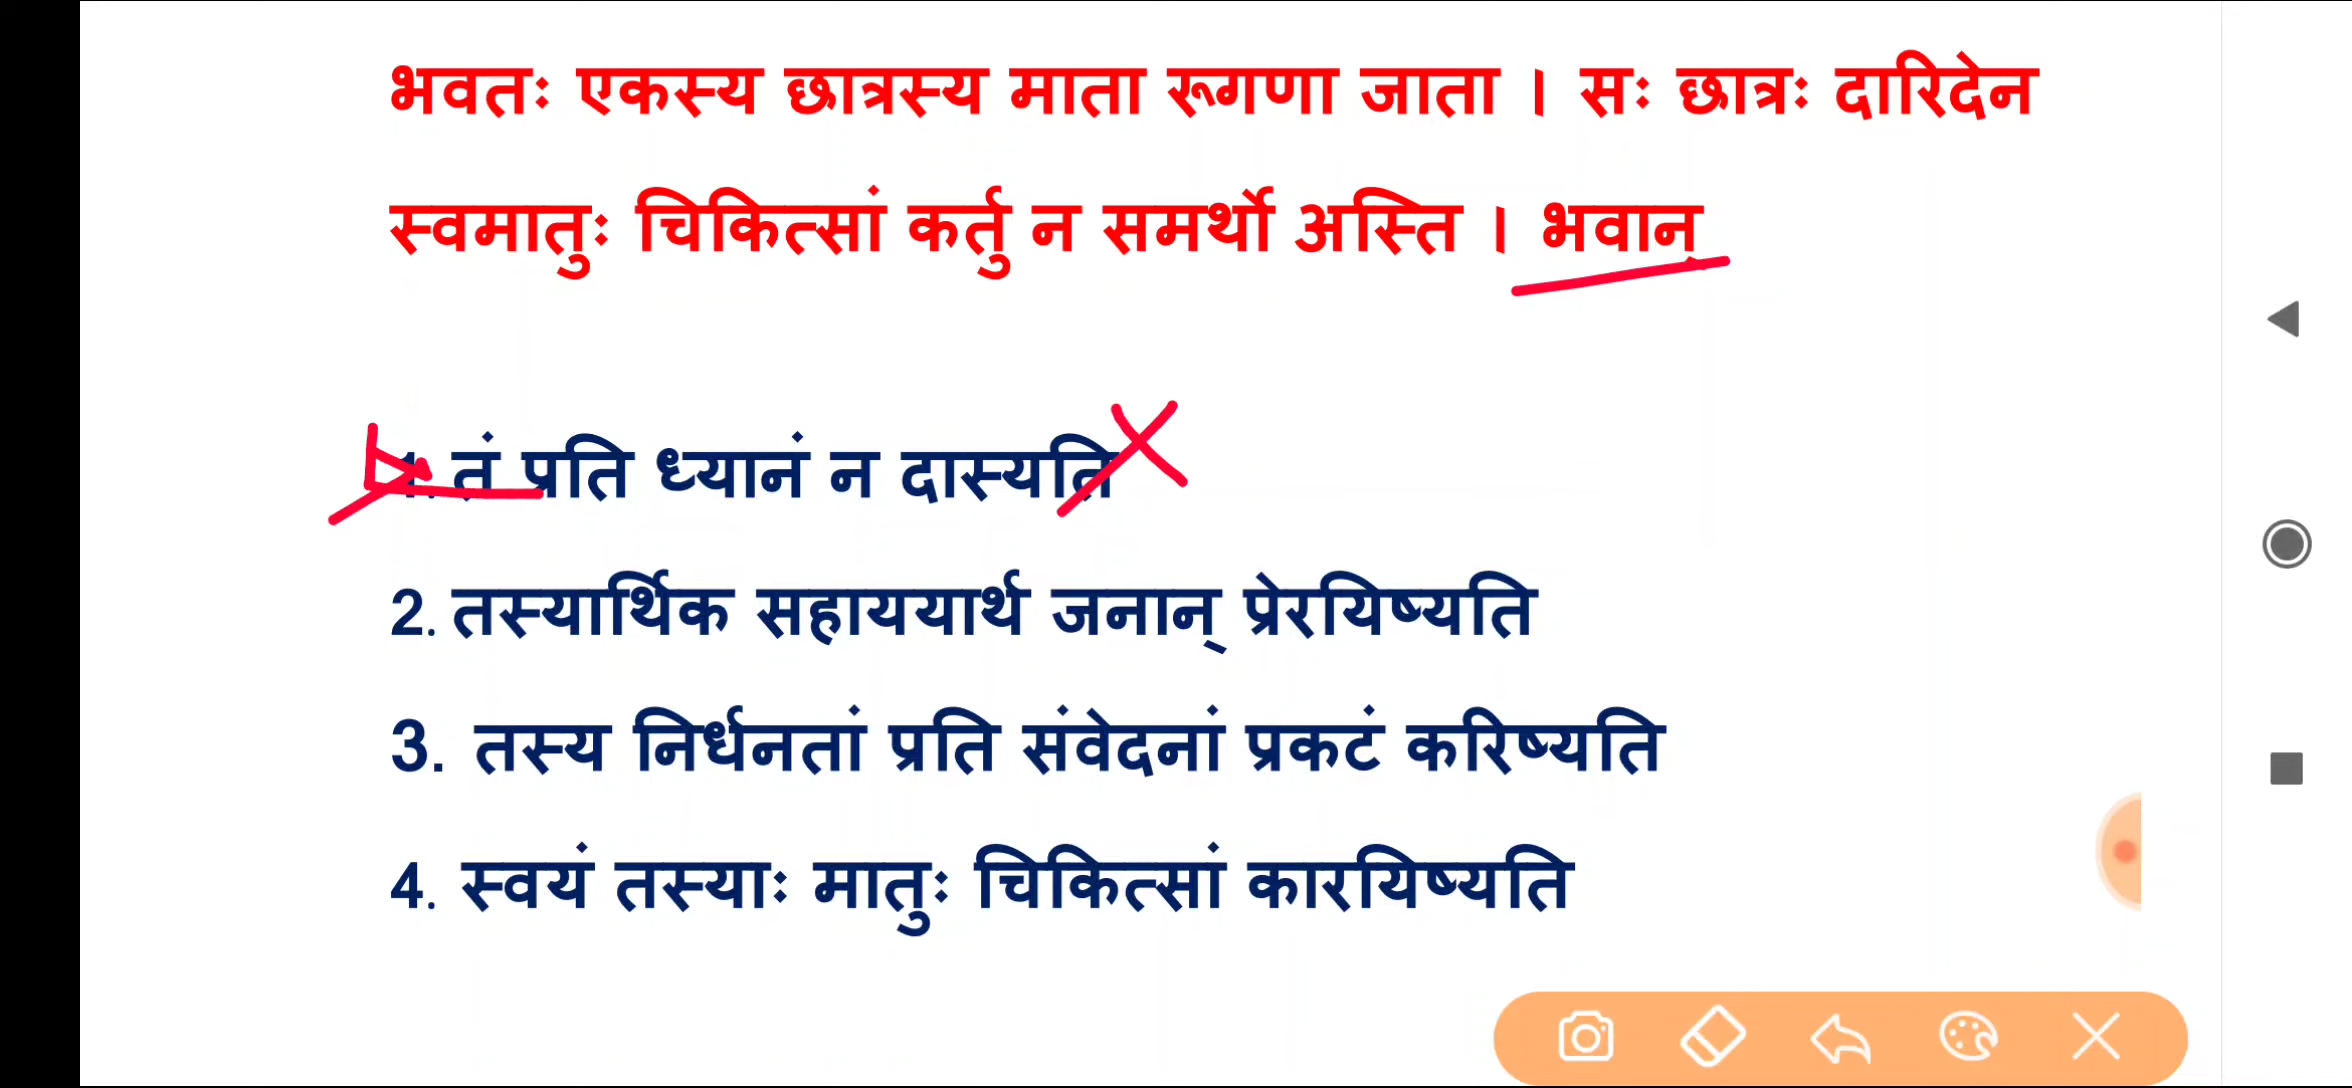 भवतः एकस्य छात्रस्य माता रूगणा जाता । सः छात्रः दारिदेन
स्वमातुः चिकित्सां कर्तु न समर्थो अस्ति । भवान्
1. तं प्रति ध्यानं न दास्यति
2. तस्यार्थिक सहाययार्थ जनान् प्रेरयिष्यति
3. तस्य निर्धनतां प्रति संवेदनां प्रकटं करिष्यति
4. स्वयं तस्याः मातुः चिकित्सां कारयिष्यति